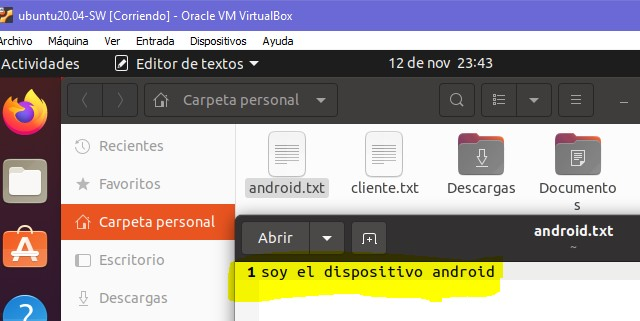 ubuntu20.04-SW [Corriendo] - Oracle VM VirtualBox
Archivo Máquina Ver Entrada Dispositivos Ayuda
Actividades Editor de textos 12 de nov 23:43
Carpeta personal
Recientes
Favoritos
Carpeta personal
Escritorio
Descargas
android.txt cliente.txt Descargas Documento
s
Abrir android.txt
~
1 soy el dispositivo android